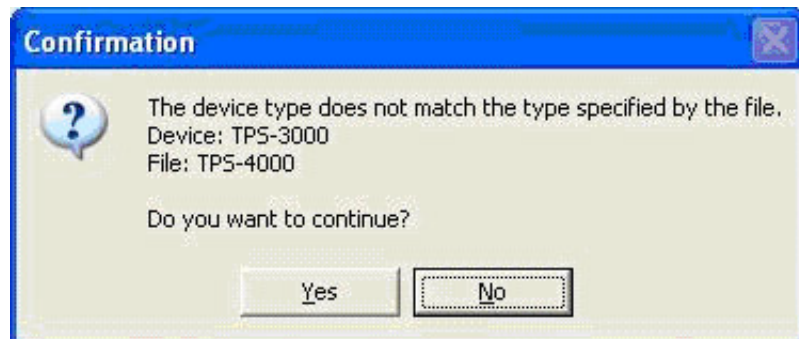 Confirmation
The device type does not match the type specified by the file.
Device: TPS-3000
File: TPS-4000
Do you want to continue?
Yes No